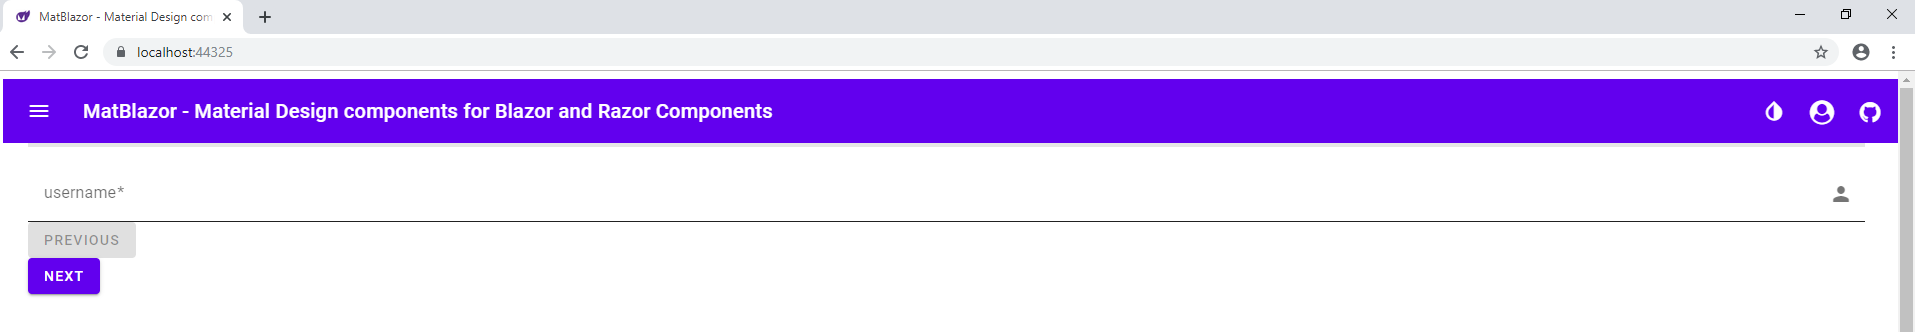 MatBlazor - Material Design com
localhost:44325
MatBlazor - Material Design components for Blazor and Razor Components
username*
PREVIOUS
NEXT